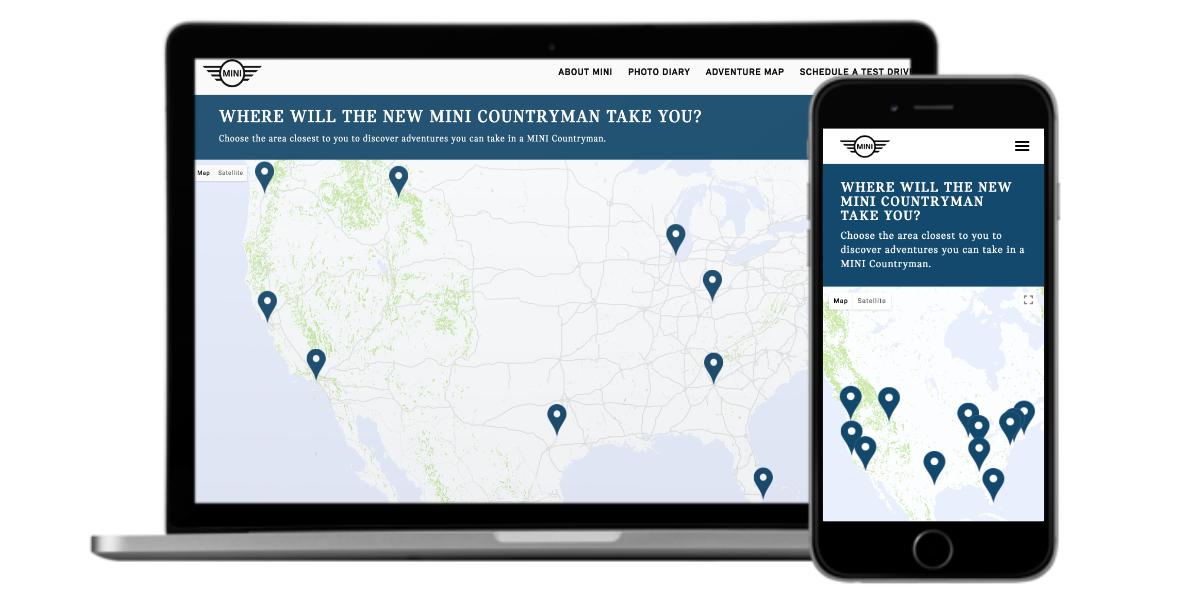 MINI
ABOUT MINI PHOTO DIARY ADVENTURE MAP SCHEDULE A TEST DRIV
WHERE WILL THE NEW MINI COUNTRYMAN TAKE YOU?
Choose the area closest to you to discover adventures you can take in a MINI Countryman.
Map Satellite
MINI
WHERE WILL THE NEW
MINI COUNTRYMAN
TAKE YOU?
Choose the area closest to you to
discover adventures you can take in a
MINI Countryman.
Map Satellite